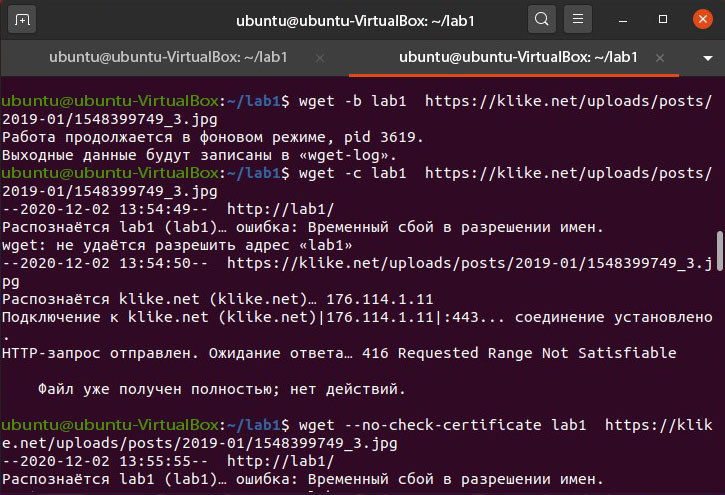 ubuntu@ubuntu-VirtualBox: ~/lab1
ubuntu@ubuntu-VirtualBox: ~/lab1 × ubuntu@ubuntu-VirtualBox: ~/lab1 ×
ubuntu@ubuntu-VirtualBox:~/lab1$ wget -b lab1  https://klike.net/uploads/posts/
2019-01/1548399749_3.jpg
Работа продолжается в фоновом режиме, pid 3619.
Выходные данные будут записаны в «wget-log».
ubuntu@ubuntu-VirtualBox:~/lab1$ wget -c lab1  https://klike.net/uploads/posts/
2019-01/1548399749_3.jpg
--2020-12-02 13:54:49--  http://lab1/
Распознаётся lab1 (lab1)… ошибка: Временный сбой в разрешении имен.
wget: не удаётся разрешить адрес «lab1»
--2020-12-02 13:54:50--  https://klike.net/uploads/posts/2019-01/1548399749_3.j
pg
Распознаётся klike.net (klike.net)… 176.114.1.11
Подключение к klike.net (klike.net)|176.114.1.11|:443... соединение установлено
.
HTTP-запрос отправлен. Ожидание ответа… 416 Requested Range Not Satisfiable
Файл уже получен полностью; нет действий.
ubuntu@ubuntu-VirtualBox:~/lab1$ wget --no-check-certificate lab1  https://klik
e.net/uploads/posts/2019-01/1548399749_3.jpg
--2020-12-02 13:55:55--  http://lab1/
Распознаётся lab1 (lab1)… ошибка: Временный сбой в разрешении имен.